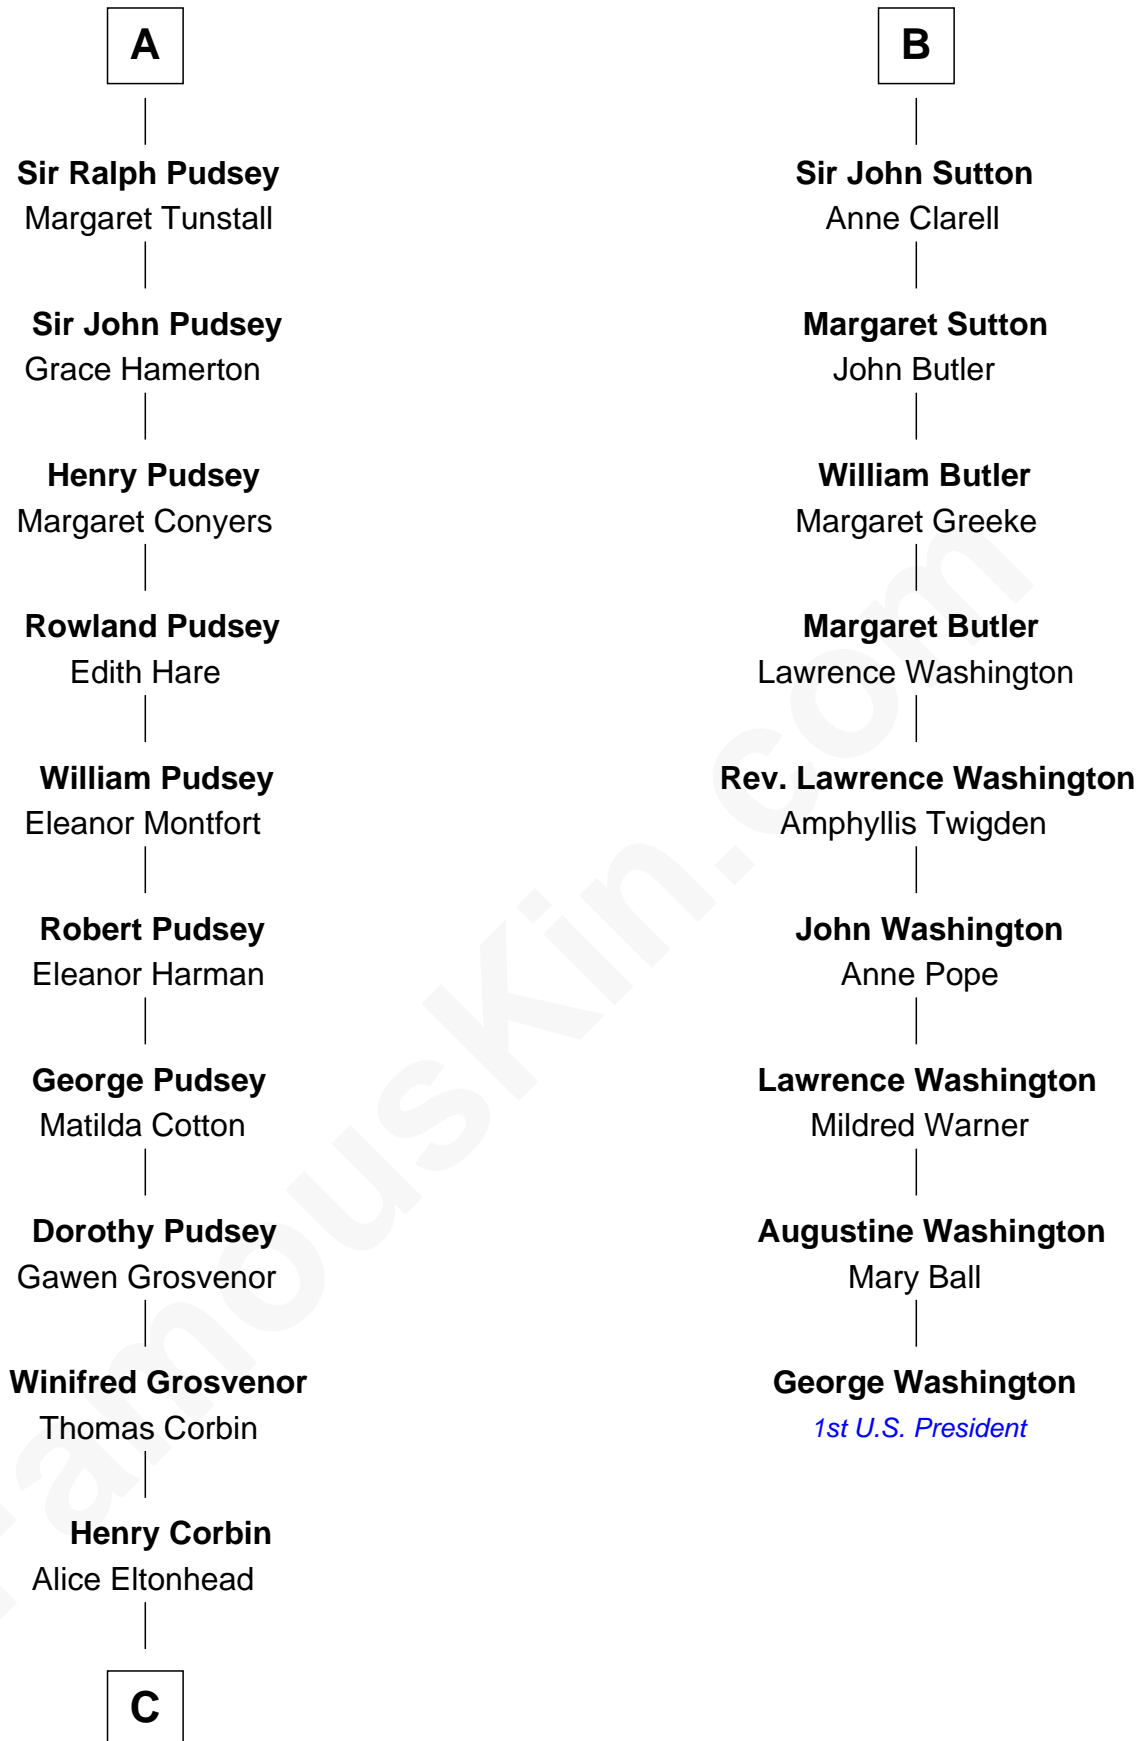 A
Sir Ralph Pudsey
Margaret Tunstall
Sir John Pudsey
Grace Hamerton
Henry Pudsey
Margaret Conyers
Rowland Pudsey
Edith Hare
William Pudsey
Eleanor Montfort
Robert Pudsey
Eleanor Harman
George Pudsey
Matilda Cotton
Dorothy Pudsey
Gawen Grosvenor
Winifred Grosvenor
Thomas Corbin
Henry Corbin
Alice Eltonhead
C
B
Sir John Sutton
Anne Clarell
Margaret Sutton
John Butler
William Butler
Margaret Greeke
Margaret Butler
Lawrence Washington
Rev. Lawrence Washington
Amphyllis Twigden
John Washington
Anne Pope
Lawrence Washington
Mildred Warner
Augustine Washington
Mary Ball
George Washington
1st U.S. President
FamousKin.com